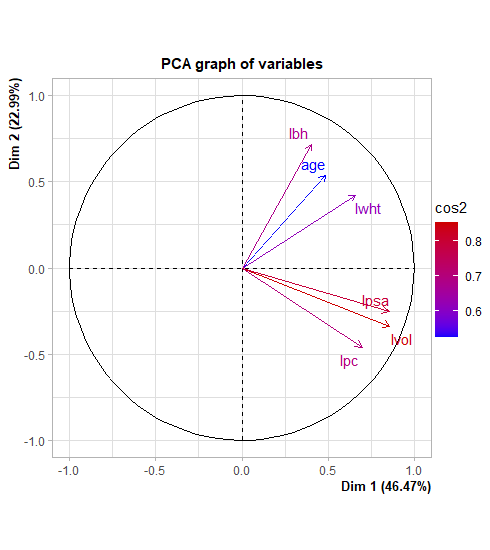 PCA graph of variables
Dim 2 (22.99%)
1.0
0.5
0.0
-0.5
-1.0
lbh
age
lwht
lpsa
lvol
lpc
cos2
0.8
0.7
0.6
-1.0
-0.5
0.0
0.5
1.0
Dim 1 (46.47%)